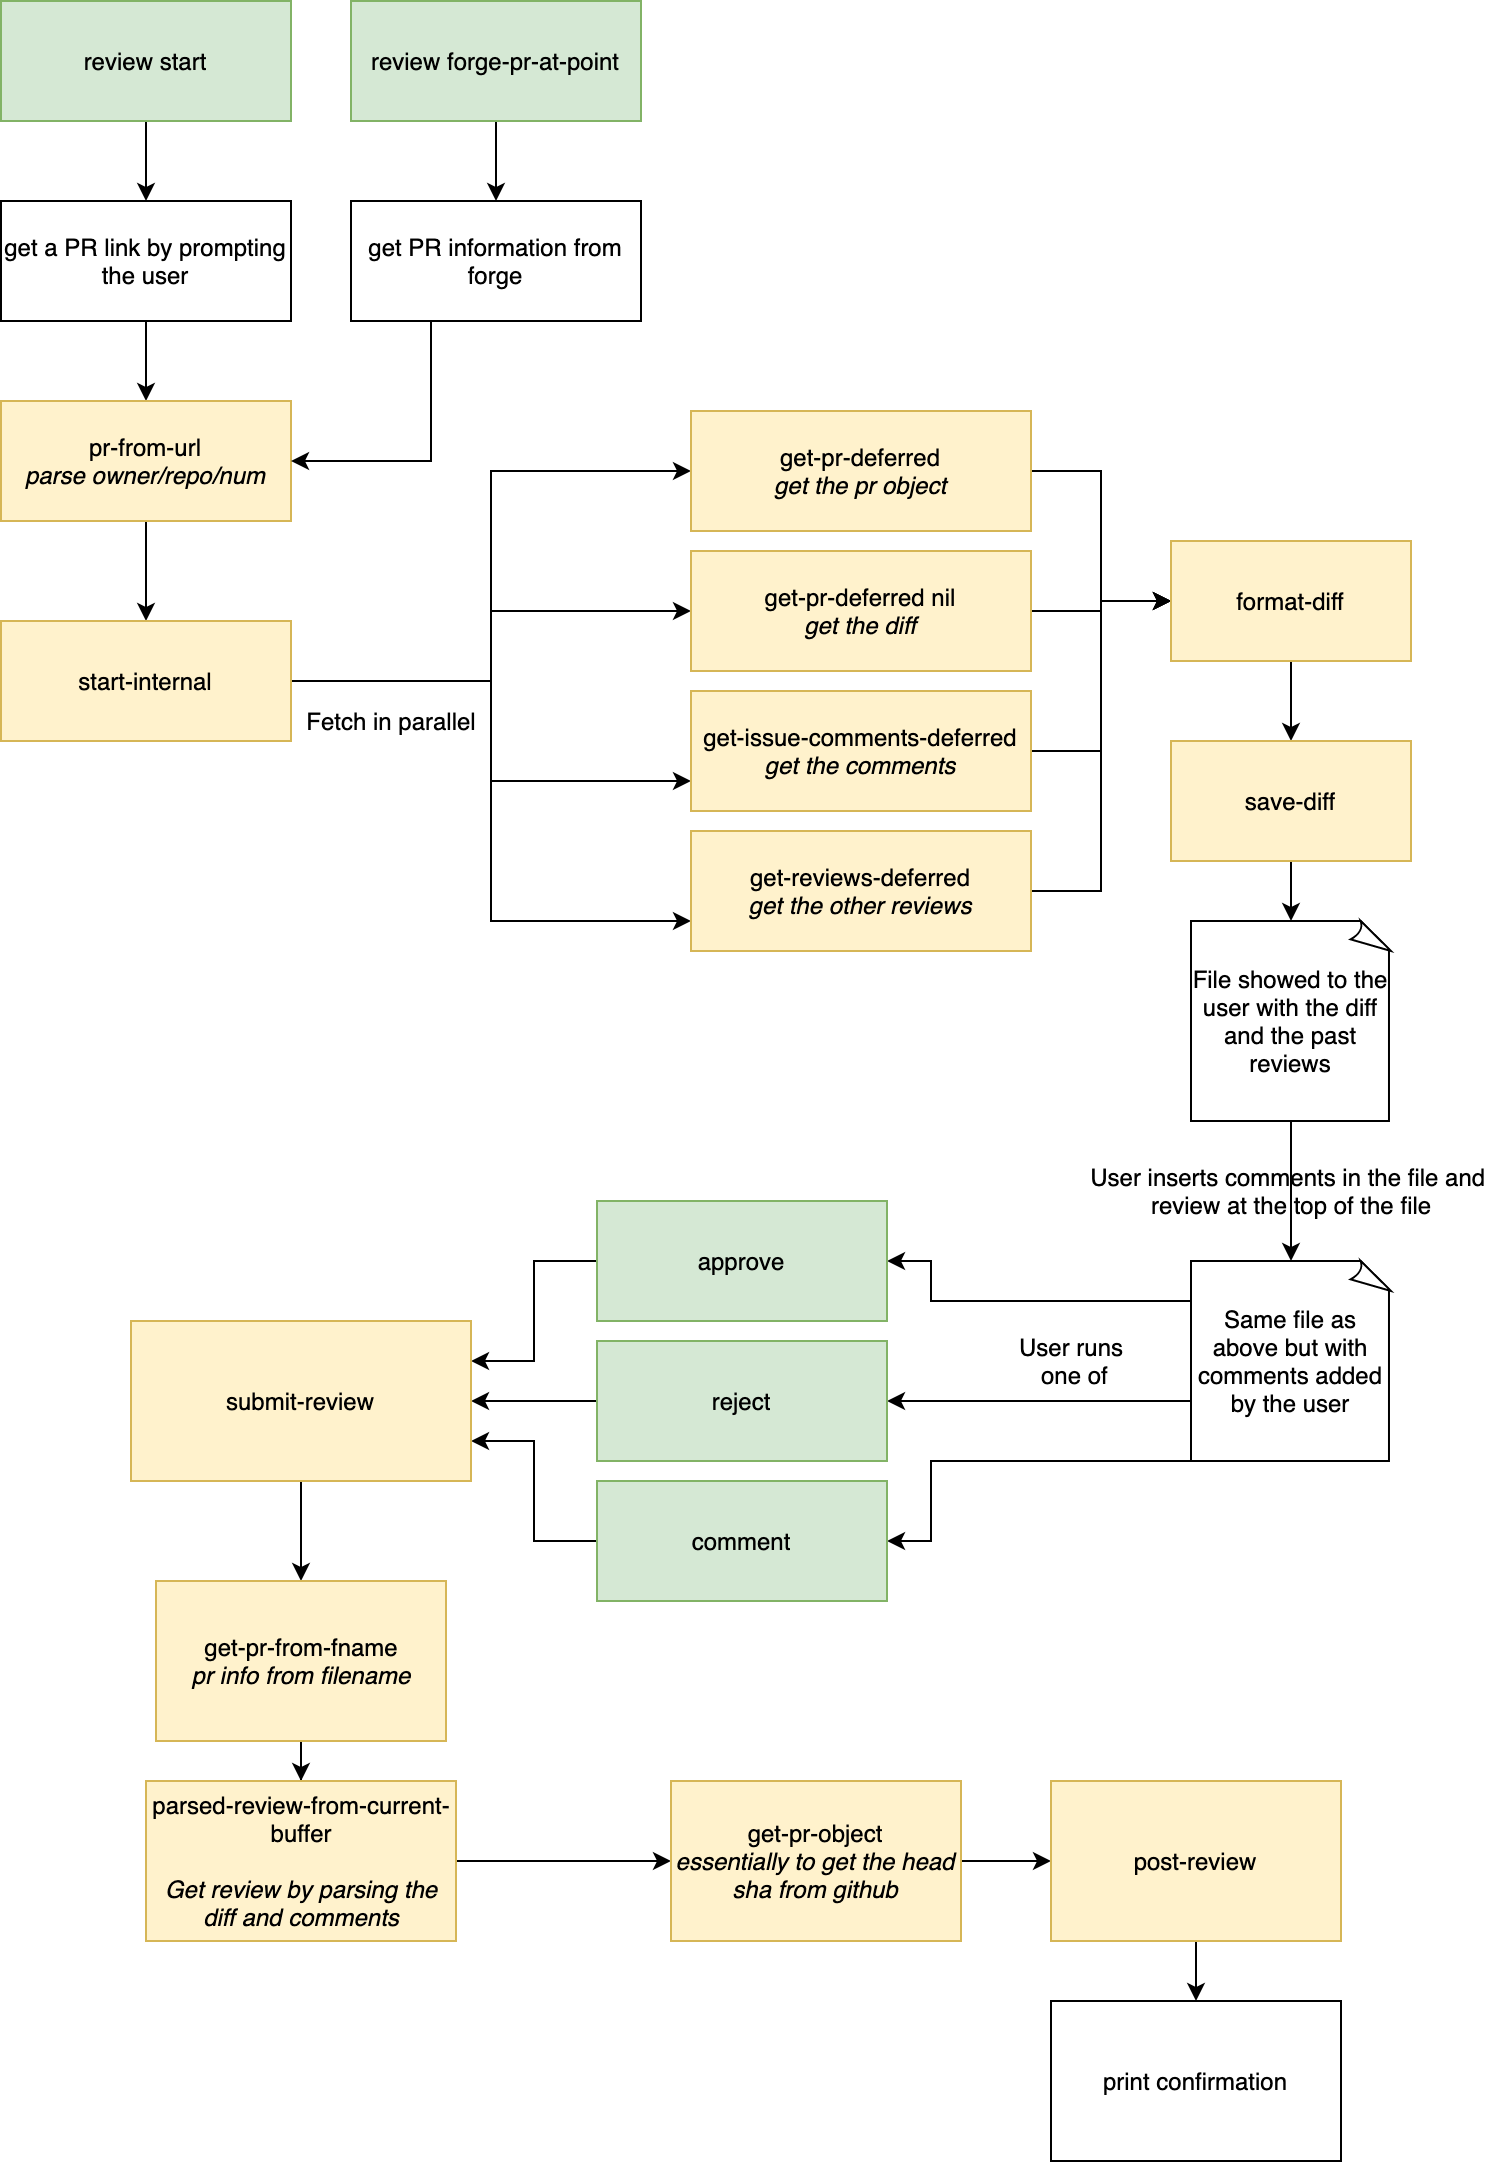 review start
review forge-pr-at-point
get a PR link by prompting
the user
get PR information from
forge
pr-from-url
parse owner/repo/num
start-internal
Fetch in parallel
get-pr-deferred
get the pr object
get-pr-deferred nil
get the diff
get-issue-comments-deferred
get the comments
get-reviews-deferred
get the other reviews
format-diff
save-diff
File showed to the
user with the diff
and the past
reviews
User inserts comments in the file and
review at the top of the file
Same file as
above but with
comments added
by the user
User runs
one of
approve
reject
comment
submit-review
get-pr-from-fname
pr info from filename
parsed-review-from-current-
buffer
Get review by parsing the
diff and comments
get-pr-object
essentially to get the head
sha from github
post-review
print confirmation